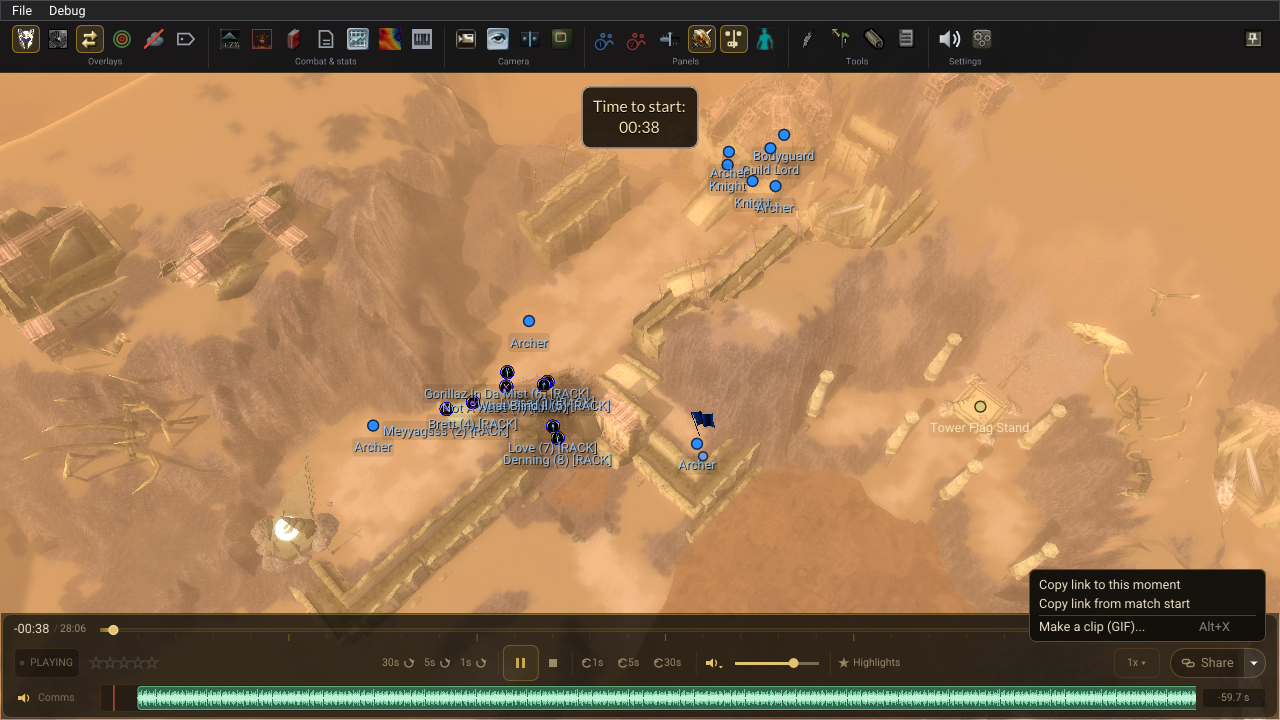 File Debug
Overlays
Combat & stats
Camera
Panels
Tools
Settings
Time to start:
00:38
Bodyguard
Guild Lord
Archer
Knight
Knight
Archer
Archer
Gorillaz In Da Mist (6) [RACK]
Brett (4) [RACK]
Meyyagsss (2) [RACK]
Archer
Love (7) [RACK]
Denning (8) [RACK]
Archer
Tower Flag Stand
Copy link to this moment
Copy link from match start
Make a clip (GIF)... Alt+X
-00:38 / 28:06
PLAYING
30s
5s
1s
1s
5s
30s
Highlights
1x
Share
Comms
-59.7 s